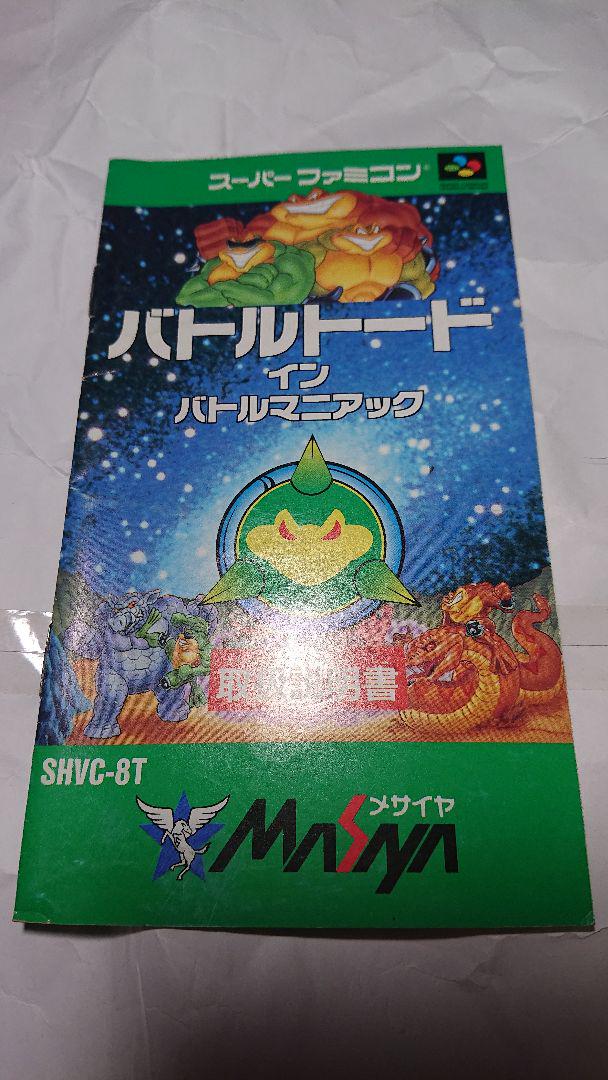 スーパーファミコン
バトルトード
イン
バトルマニアック
取扱説明書
SHVC-8T
メサイヤ
MASAYA